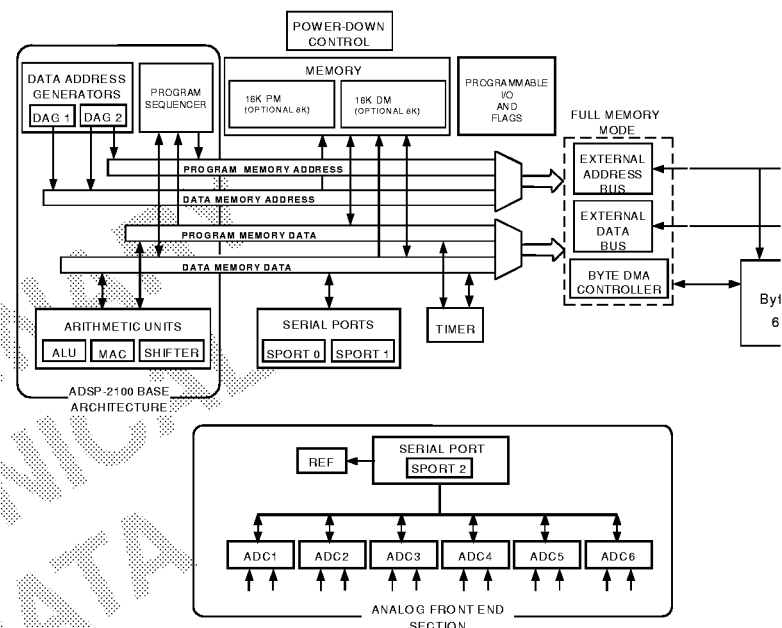 POWER-DOWN
CONTROL
DATA ADDRESS
GENERATORS
DAG 1
DAG 2
PROGRAM
SEQUENCER
MEMORY
16K PM
(OPTIONAL 8K)
16K DM
(OPTIONAL 8K)
PROGRAMMABLE
I/O
AND
FLAGS
FULL MEMORY
MODE
PROGRAM MEMORY ADDRESS
DATA MEMORY ADDRESS
PROGRAM MEMORY DATA
DATA MEMORY DATA
EXTERNAL
ADDRESS
BUS
EXTERNAL
DATA
BUS
BYTE DMA
CONTROLLER
ARITHMETIC UNITS
ALU
MAC
SHIFTER
SERIAL PORTS
SPORT 0
SPORT 1
TIMER
ADSP-2100 BASE
ARCHITECTURE
SERIAL PORT
SPORT 2
REF
ADC1
ADC2
ADC3
ADC4
ADC5
ADC6
ANALOG FRONT END
SECTION
DATA